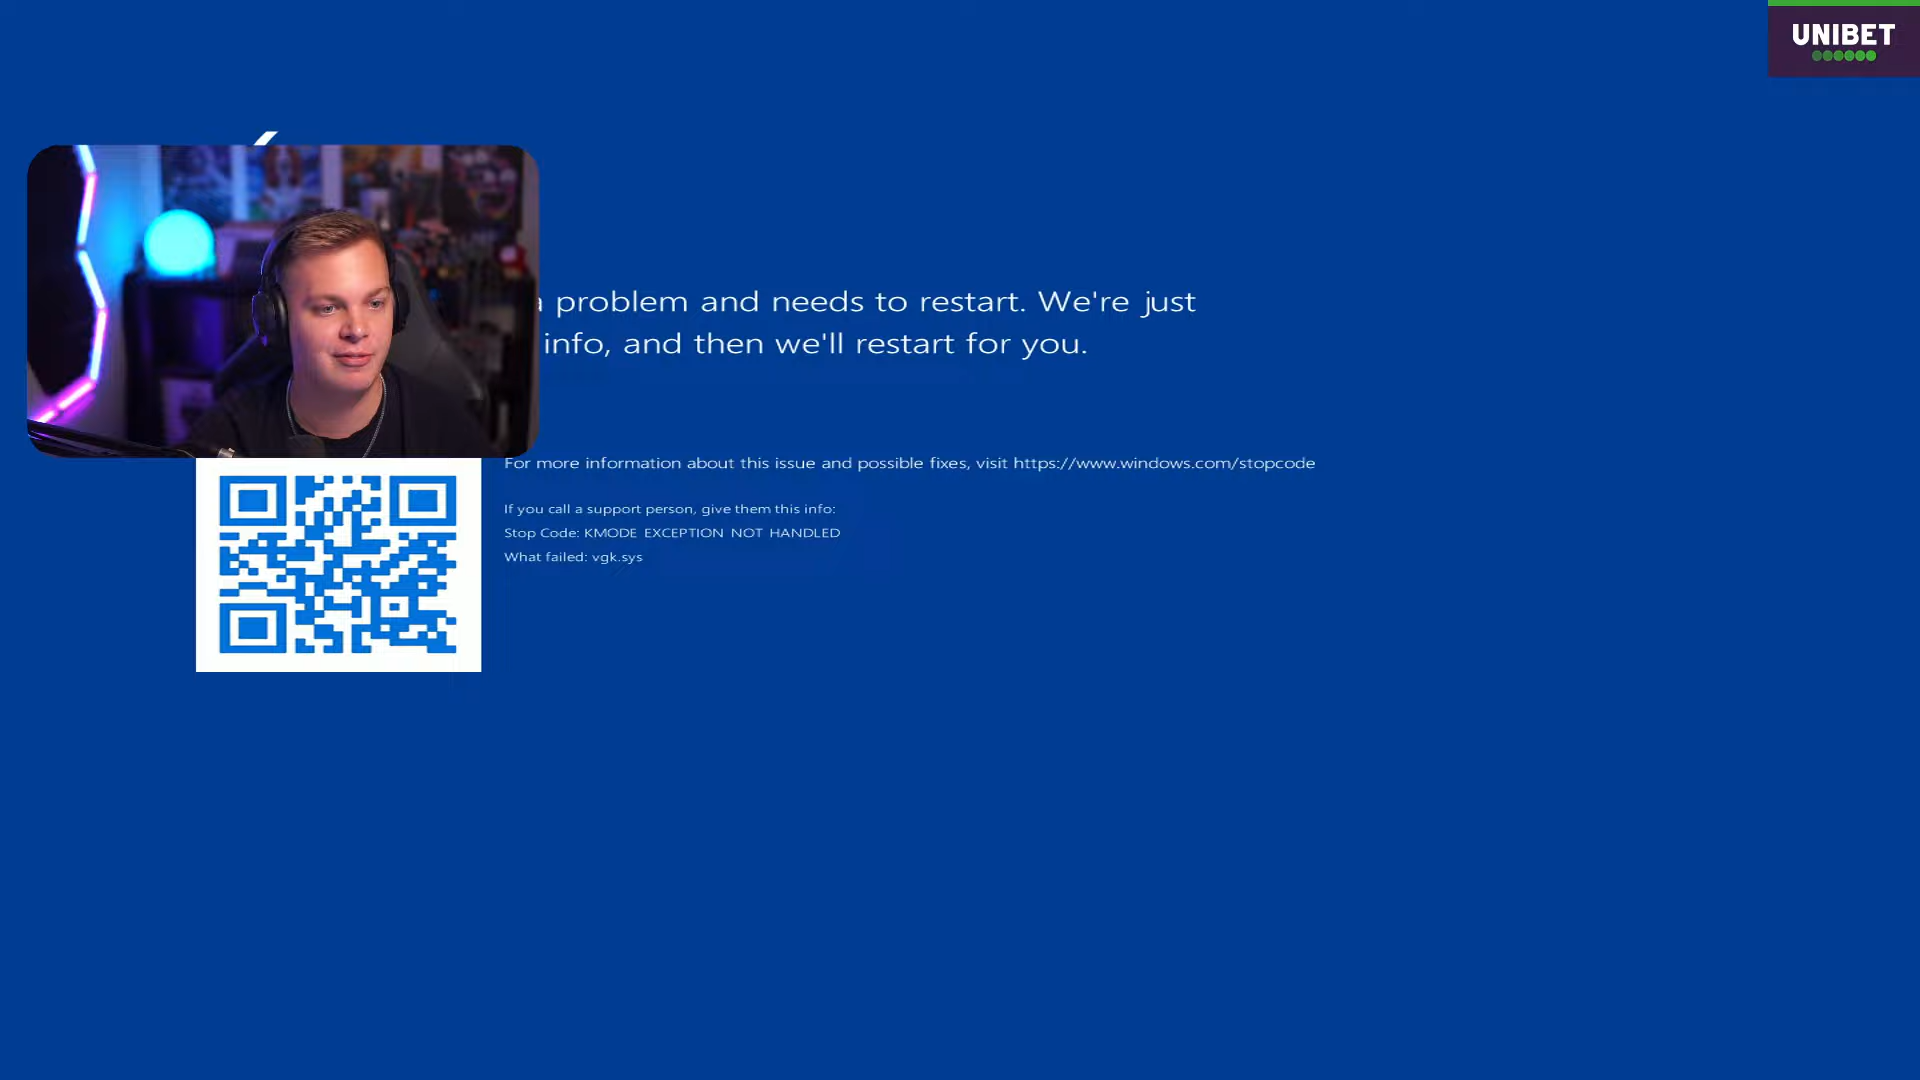 UNIBET
problem and needs to restart. We're just
info, and then we'll restart for you.
For more information about this issue and possible fixes, visit https://www.windows.com/stopcode
If you call a support person, give them this info:
Stop Code: KMODE EXCEPTION NOT HANDLED
What failed: vgk.sys